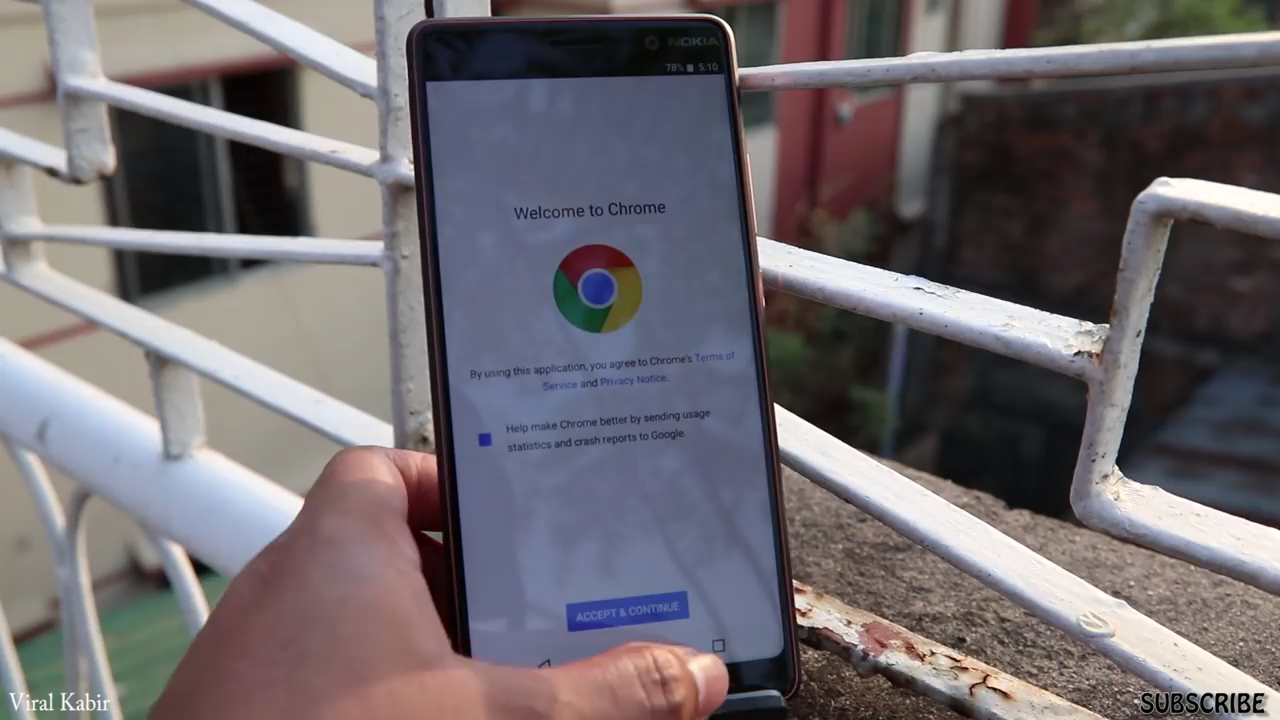 NOKIA
78% 5:10
Welcome to Chrome
By using this application, you agree to Chrome's Terms of
Service and Privacy Notice.
Help make Chrome better by sending usage
statistics and crash reports to Google.
ACCEPT & CONTINUE
Viral Kabir
SUBSCRIBE